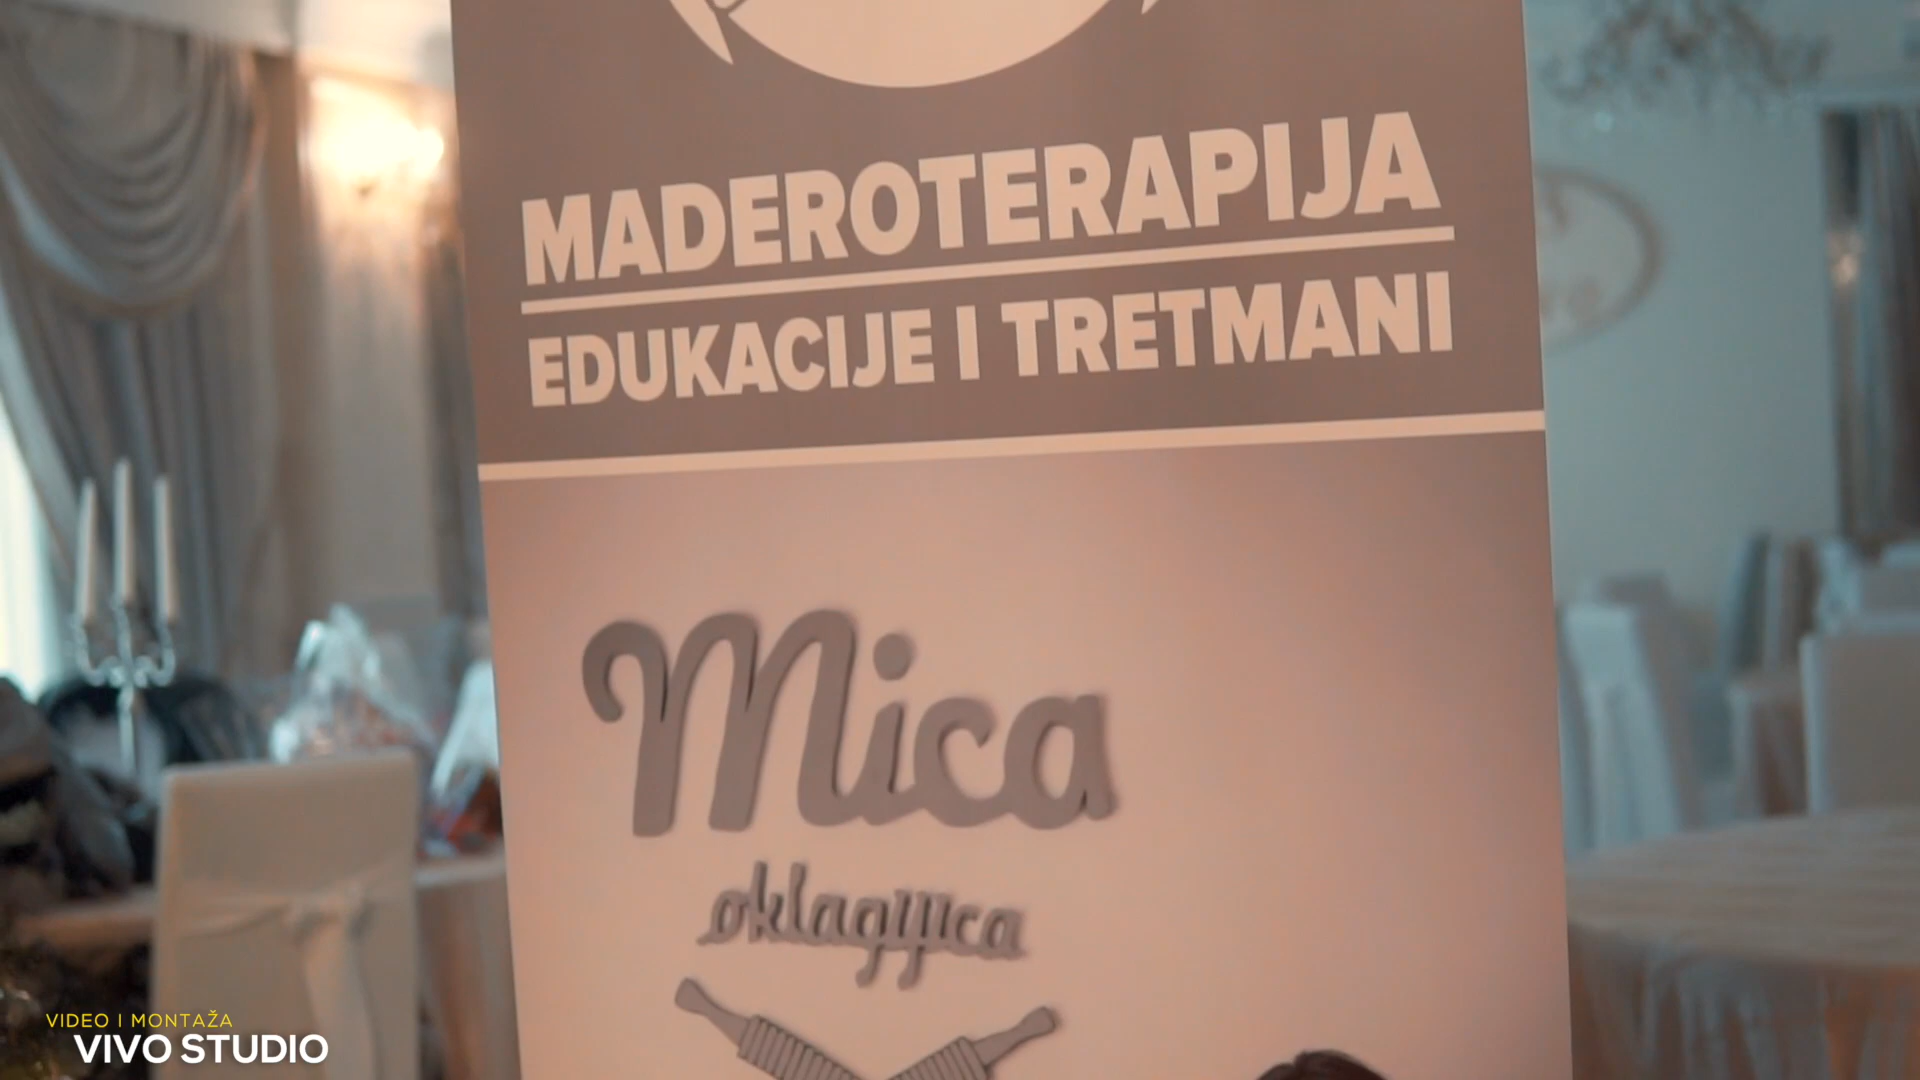 MADEROTERAPIJA
EDUKACIJE I TRETMANI
Mica
oklagijica
VIDEO I MONTAŽA
VIVO STUDIO